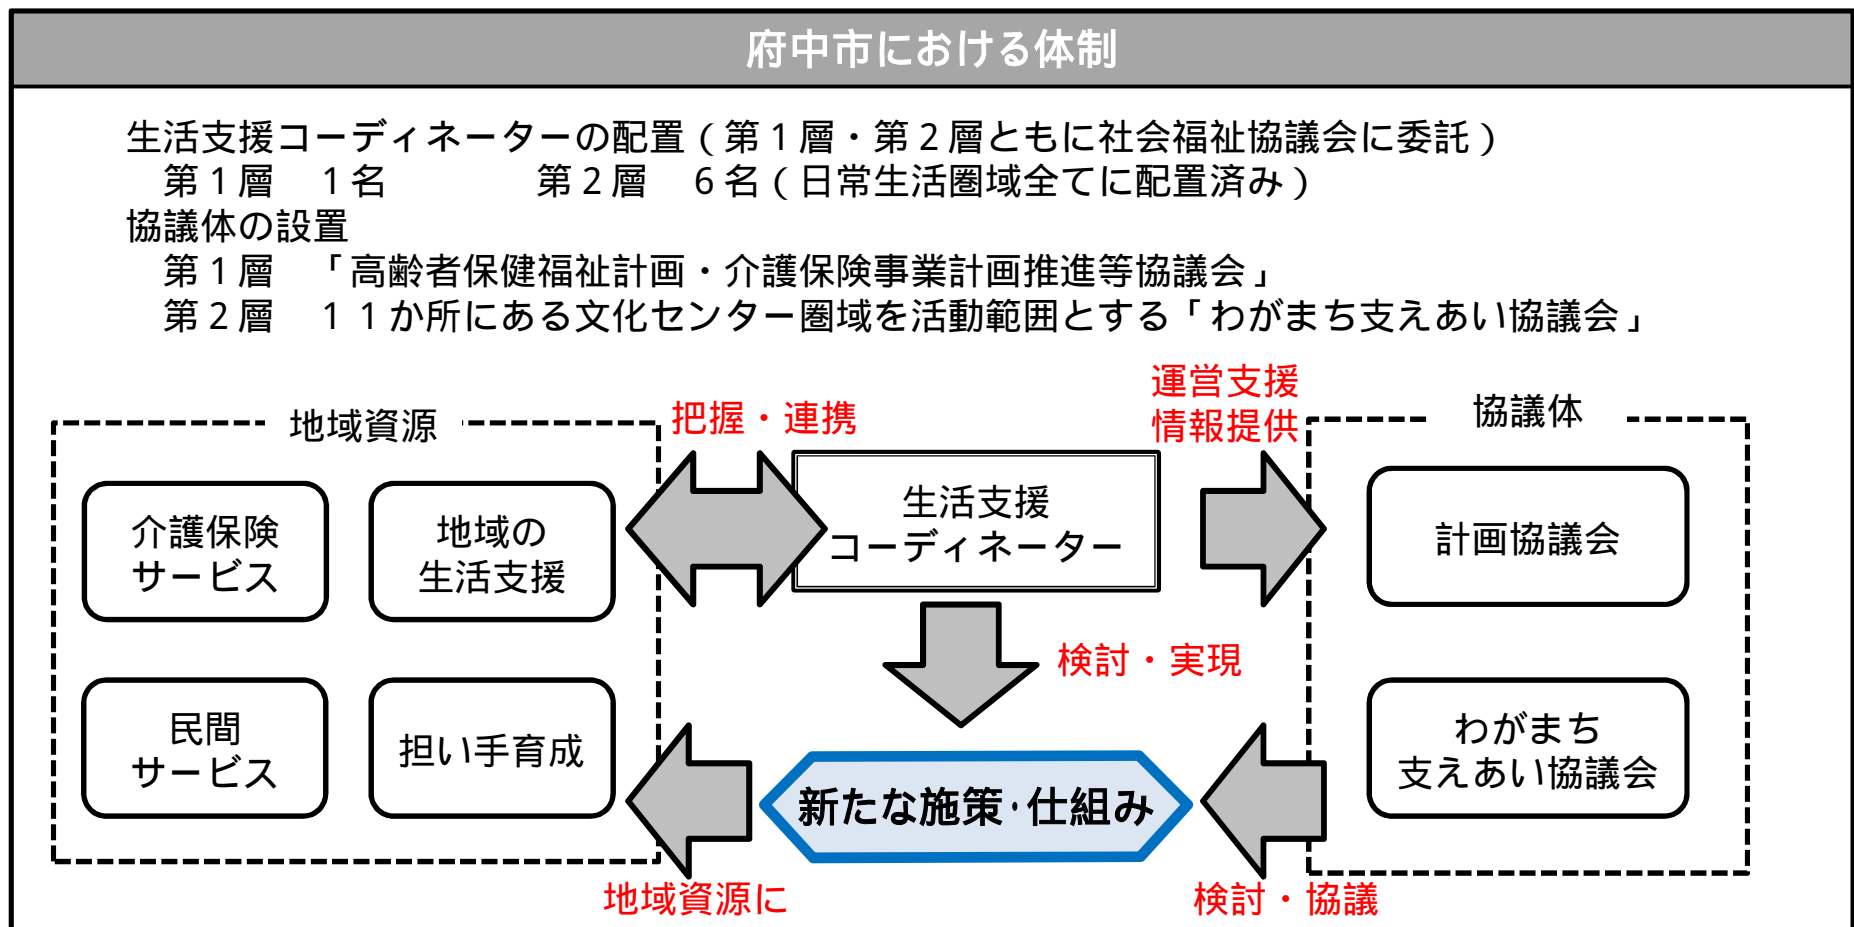 府中市における体制
生活支援コーディネーターの配置（第１層・第２層ともに社会福祉協議会に委託）
第１層　１名　　　　第２層　６名（日常生活圏域全てに配置済み）
協議体の設置
第１層　「高齢者保健福祉計画・介護保険事業計画推進等協議会」
第２層　１１か所にある文化センター圏域を活動範囲とする「わがまち支えあい協議会」
地域資源
把握・連携
運営支援
情報提供
協議体
介護保険
サービス
地域の
生活支援
生活支援
コーディネーター
計画協議会
検討・実現
民間
サービス
担い手育成
新たな施策・仕組み
わがまち
支えあい協議会
地域資源に
検討・協議